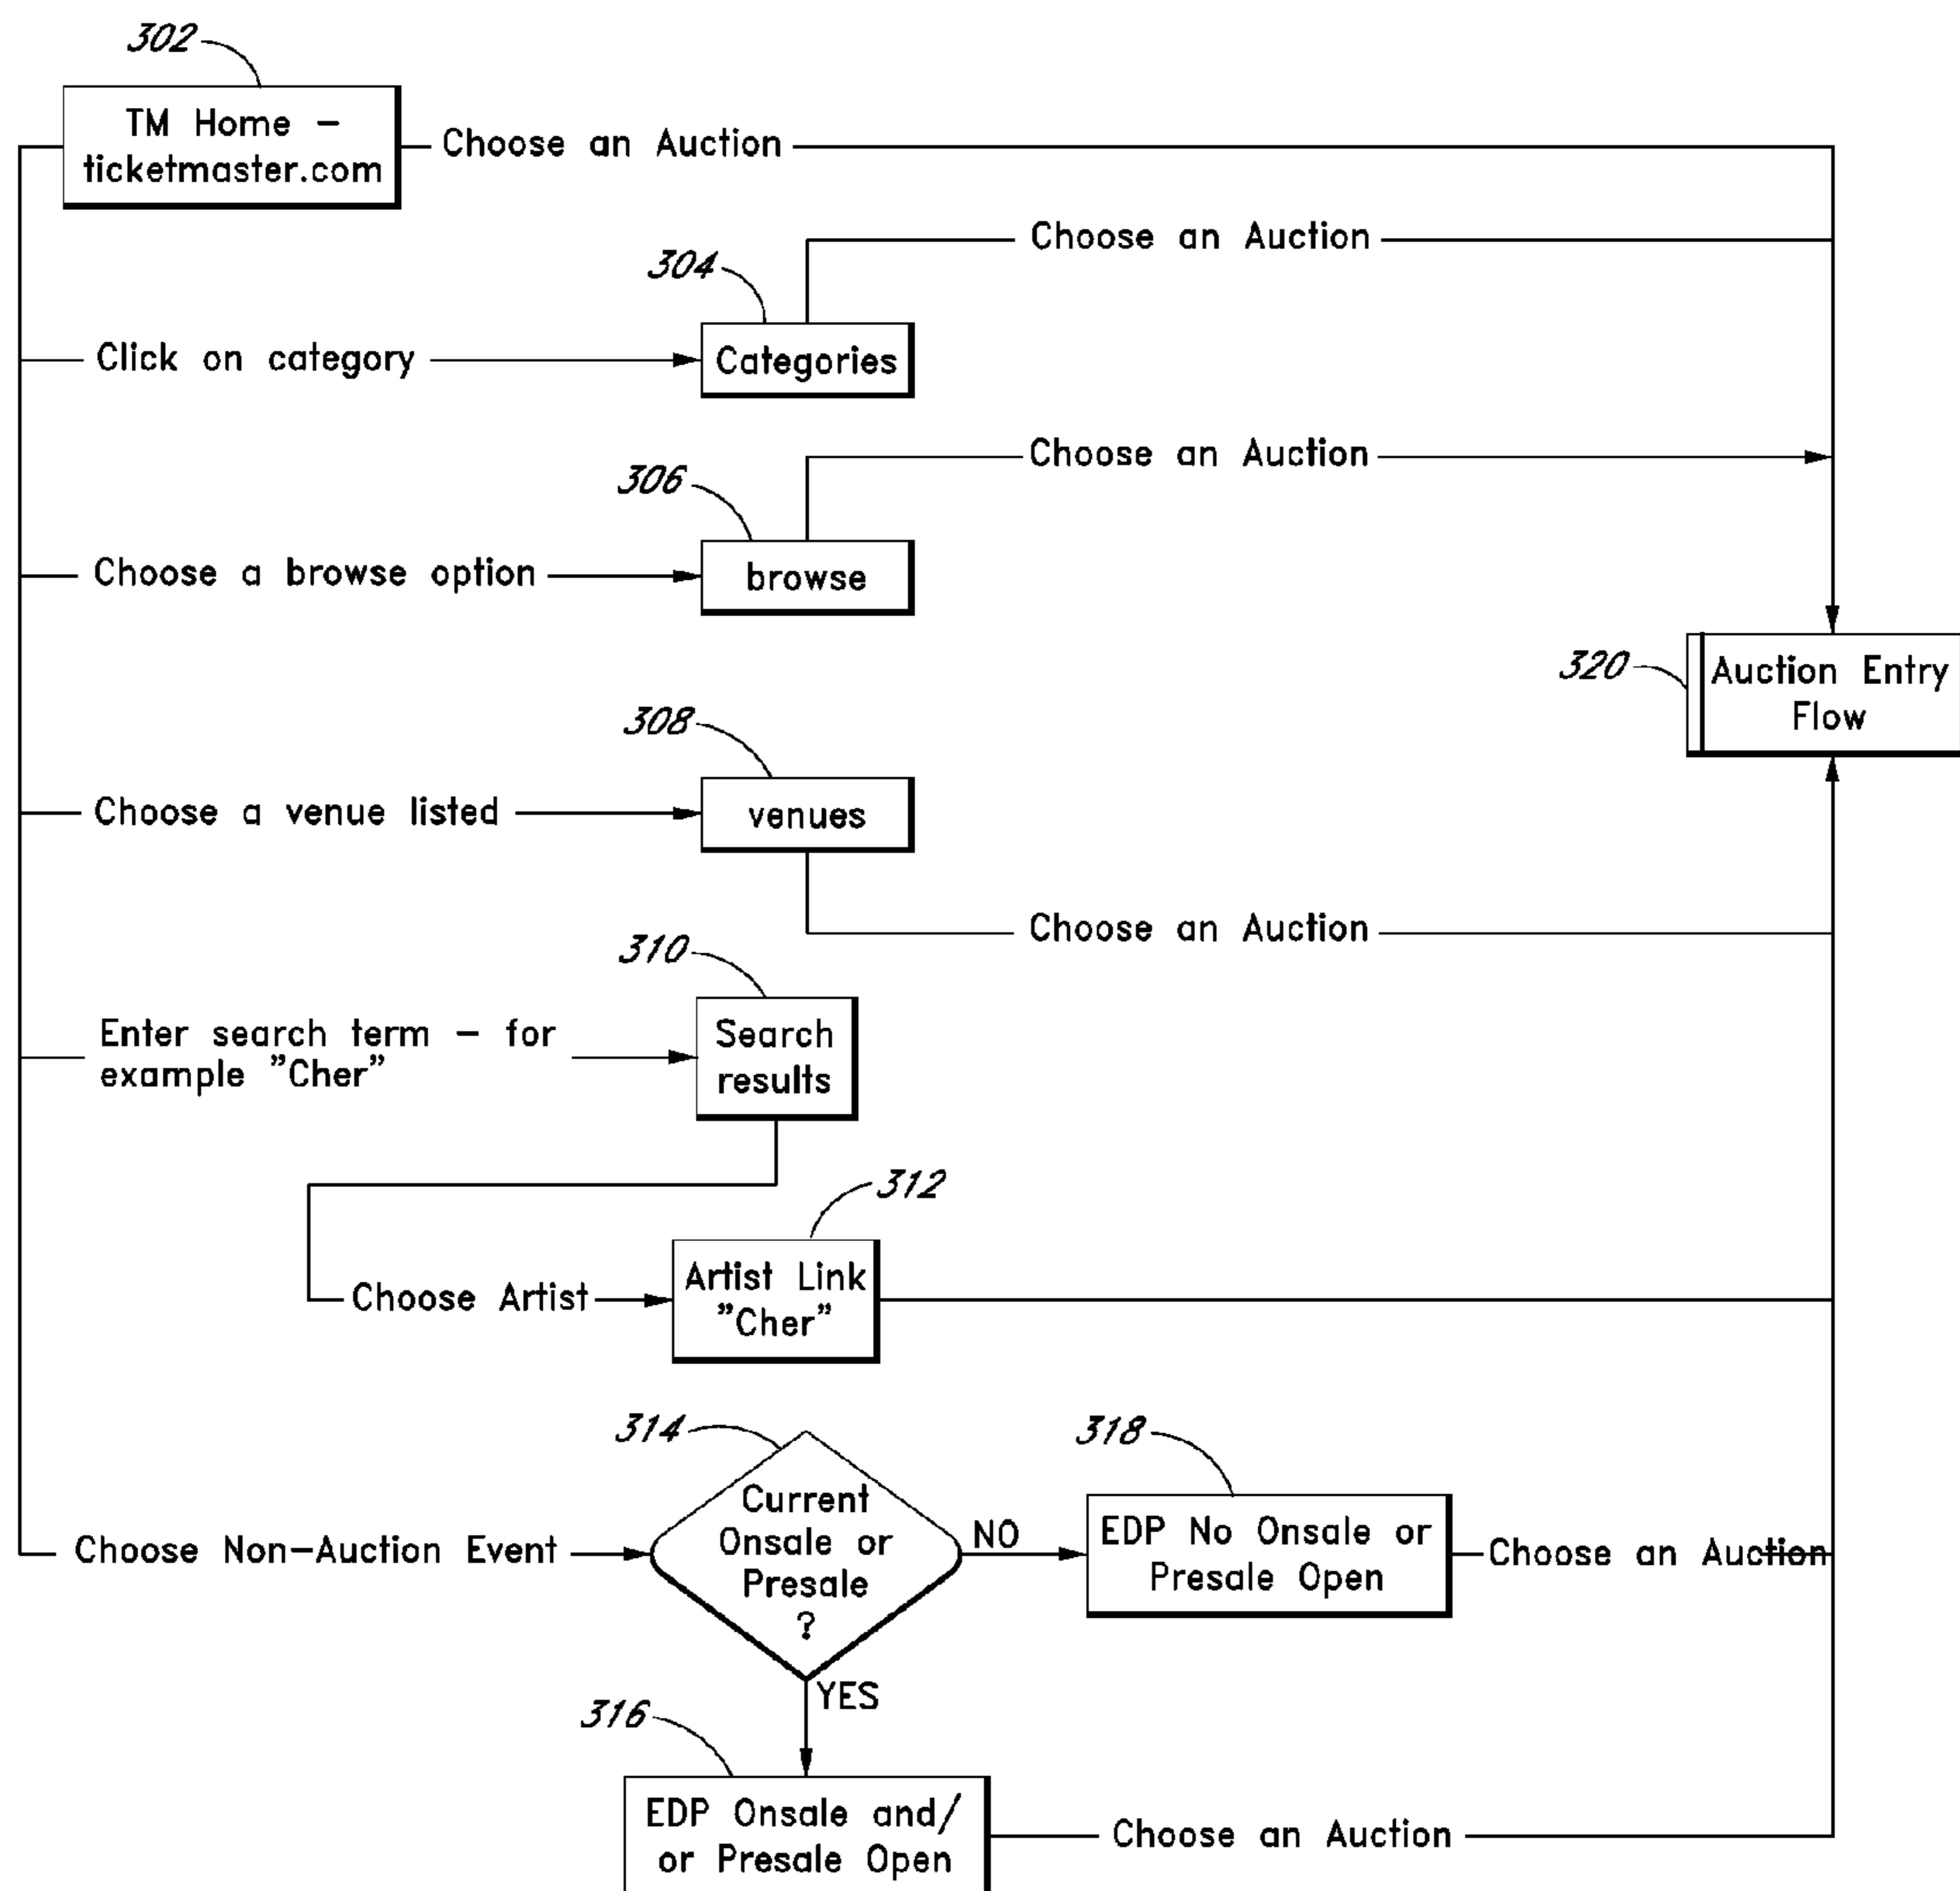 302
TM Home –
ticketmaster.com
Choose an Auction
304
Choose an Auction
Click on category
Categories
306
Choose an Auction
Choose a browse option
browse
320
Auction Entry
Flow
308
Choose a venue listed
venues
Choose an Auction
310
Enter search term – for
example "Cher"
Search
results
312
Choose Artist
Artist Link
"Cher"
314
318
Choose Non–Auction Event
Current
Onsale or
Presale
?
NO
EDP No Onsale or
Presale Open
Choose an Auction
YES
316
EDP Onsale and/
or Presale Open
Choose an Auction